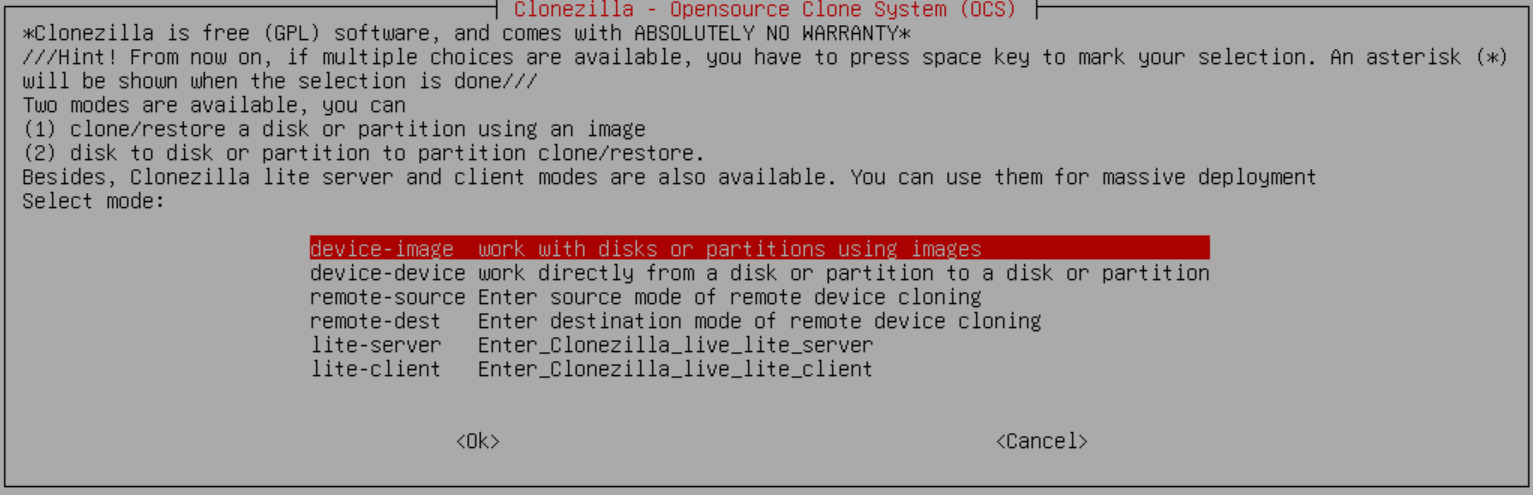 Clonezilla - Opensource Clone System (OCS)
*Clonezilla is free (GPL) software, and comes with ABSOLUTELY NO WARRANTY*
///Hint! From now on, if multiple choices are available, you have to press space key to mark your selection. An asterisk (*)
will be shown when the selection is done///
Two modes are available, you can
(1) clone/restore a disk or partition using an image
(2) disk to disk or partition to partition clone/restore.
Besides, Clonezilla lite server and client modes are also available. You can use them for massive deployment
Select mode:
device-image work with disks or partitions using images
device-device work directly from a disk or partition to a disk or partition
remote-source Enter source mode of remote device cloning
remote-dest Enter destination mode of remote device cloning
lite-server Enter_Clonezilla_live_lite_server
lite-client Enter_Clonezilla_live_lite_client
<Ok> <Cancel>